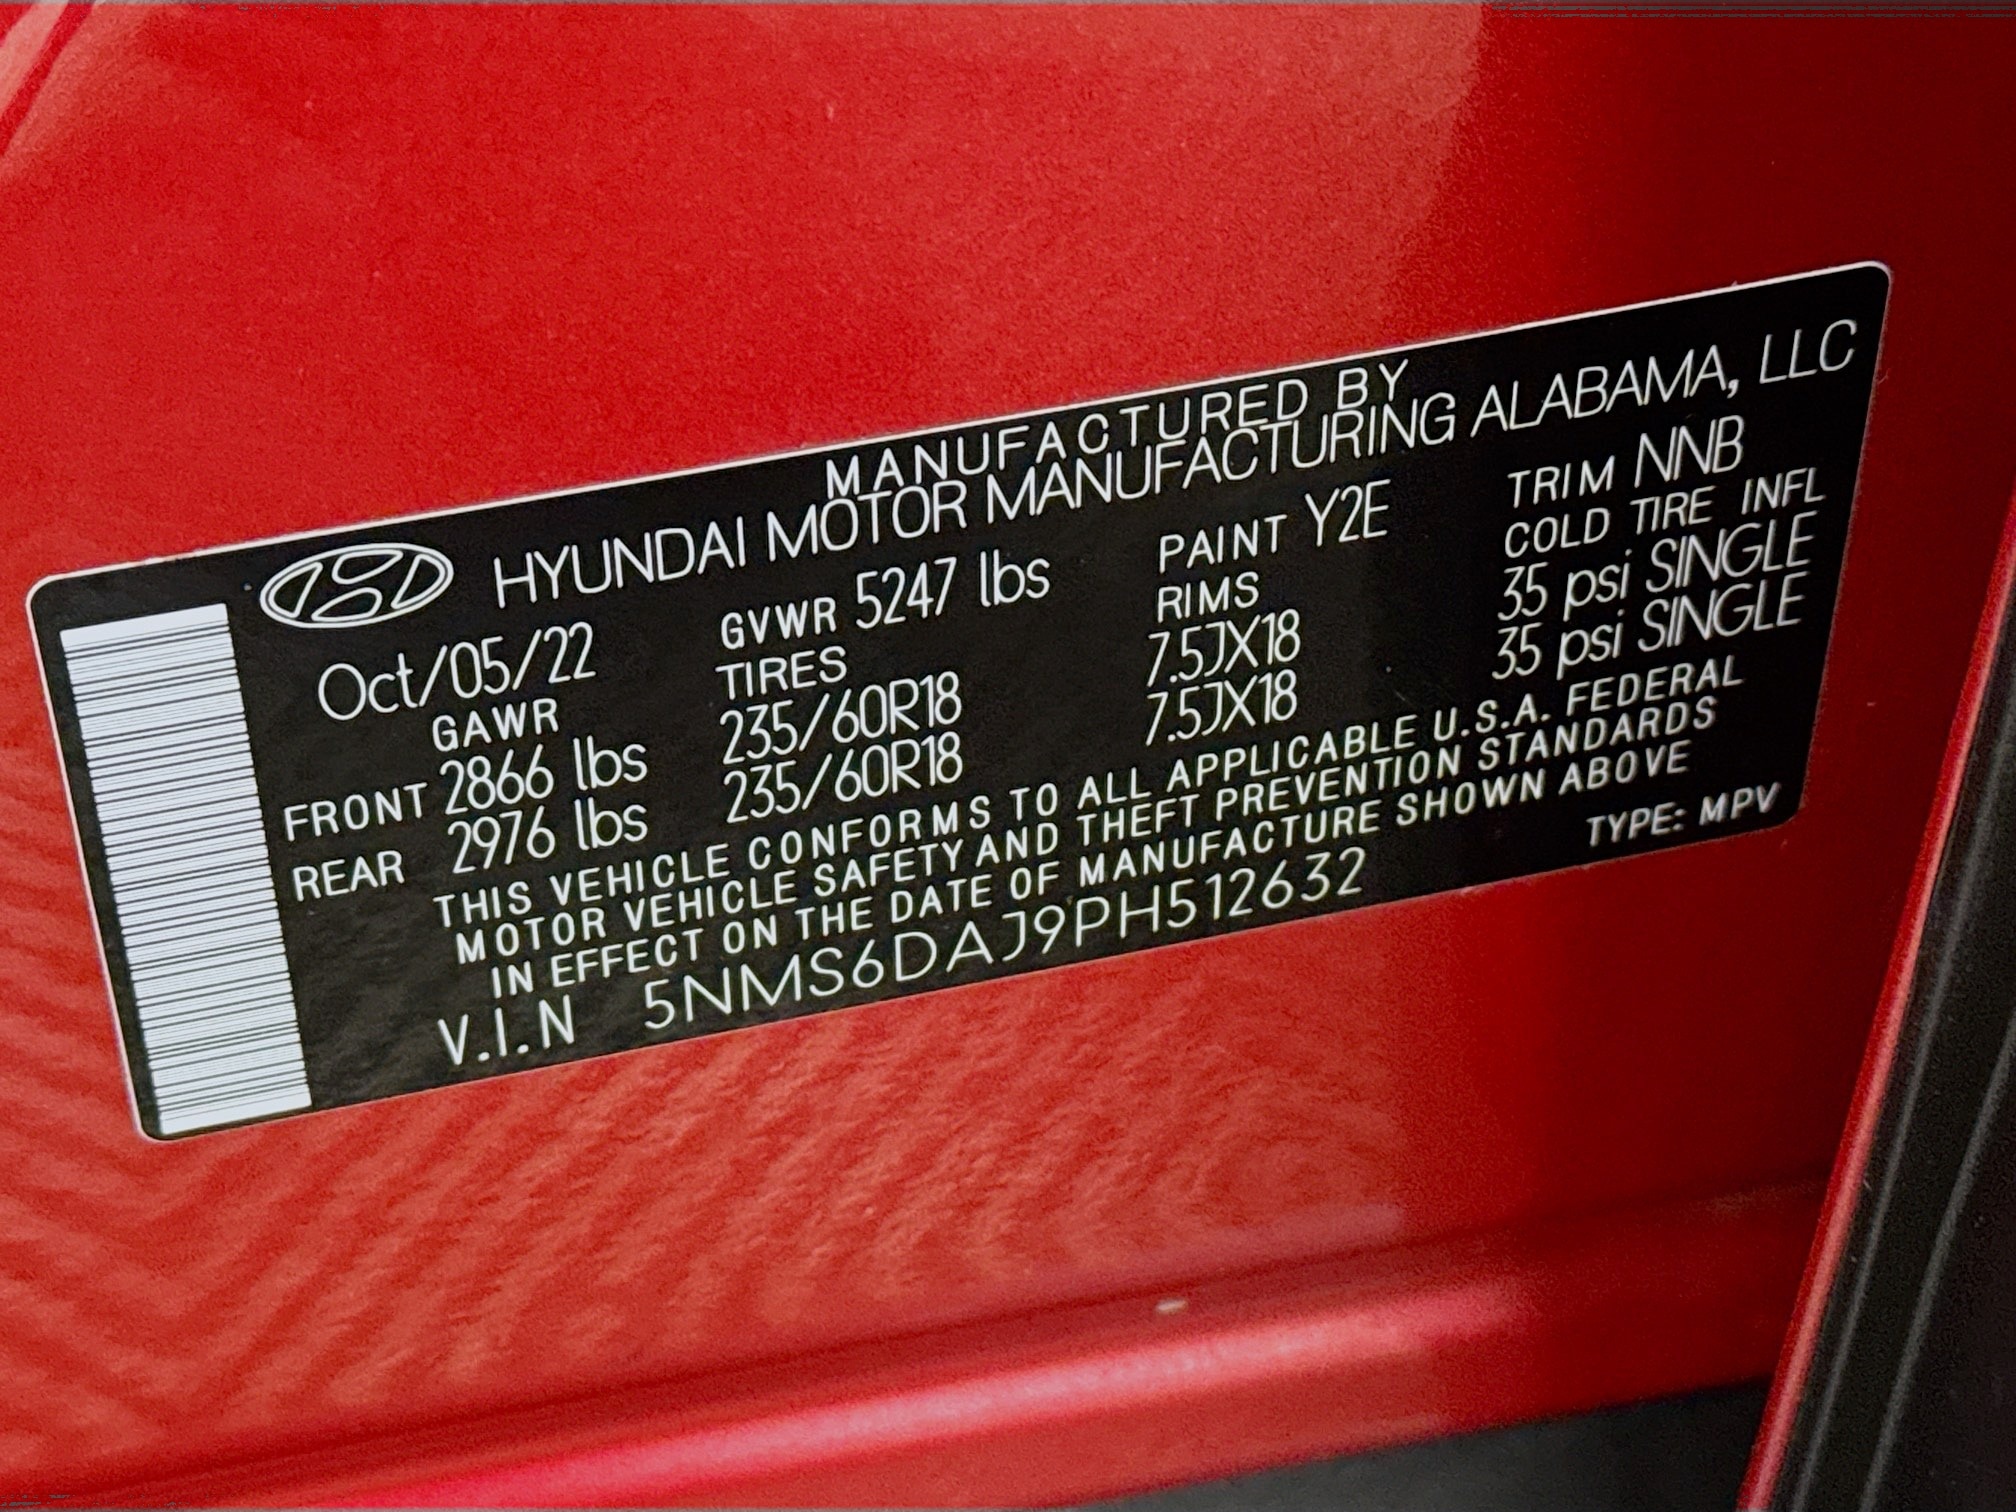 MANUFACTURED BY
HYUNDAI MOTOR MANUFACTURING ALABAMA, LLC
Oct/05/22 GVWR 5247 lbs PAINT Y2E TRIM NNB
GAWR TIRES RIMS COLD TIRE INFL
FRONT 2866 lbs 235/60R18 7.5JX18 35 psi SINGLE
REAR 2976 lbs 235/60R18 7.5JX18 35 psi SINGLE
THIS VEHICLE CONFORMS TO ALL APPLICABLE U.S.A. FEDERAL
MOTOR VEHICLE SAFETY AND THEFT PREVENTION STANDARDS
IN EFFECT ON THE DATE OF MANUFACTURE SHOWN ABOVE
V.I.N 5NMS6DAJ9PH512632 TYPE: MPV